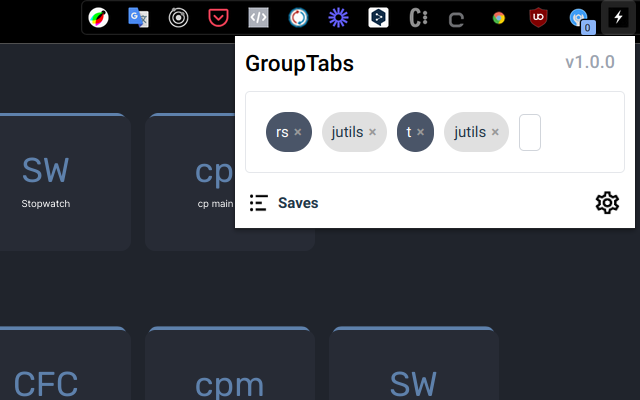 0
GroupTabs
v1.0.0
rs × jutils × t × jutils ×
Saves
SW
Stopwatch
cp
cp main
CFC
cpm
SW